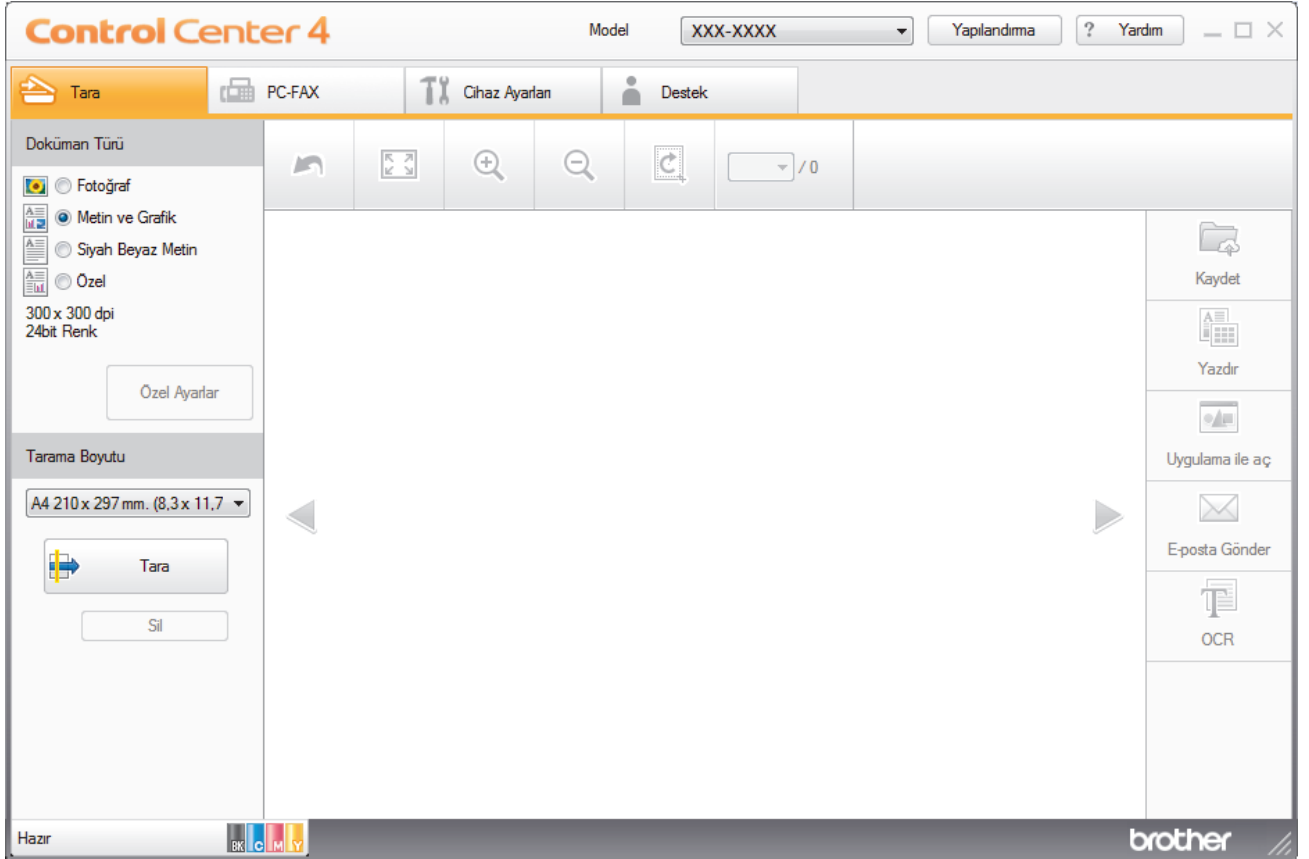 Control Center 4
Model
XXX-XXXX
Yapılandırma
? Yardım
Tara
PC-FAX
Cihaz Ayarları
Destek
Doküman Türü
Fotoğraf
Metin ve Grafik
Siyah Beyaz Metin
Özel
300 x 300 dpi
24bit Renk
Özel Ayarlar
Tarama Boyutu
A4 210 x 297 mm. (8,3 x 11,7
Tara
Sil
/ 0
Kaydet
Yazdır
Uygulama ile aç
E-posta Gönder
OCR
Hazır
BK C M Y
brother